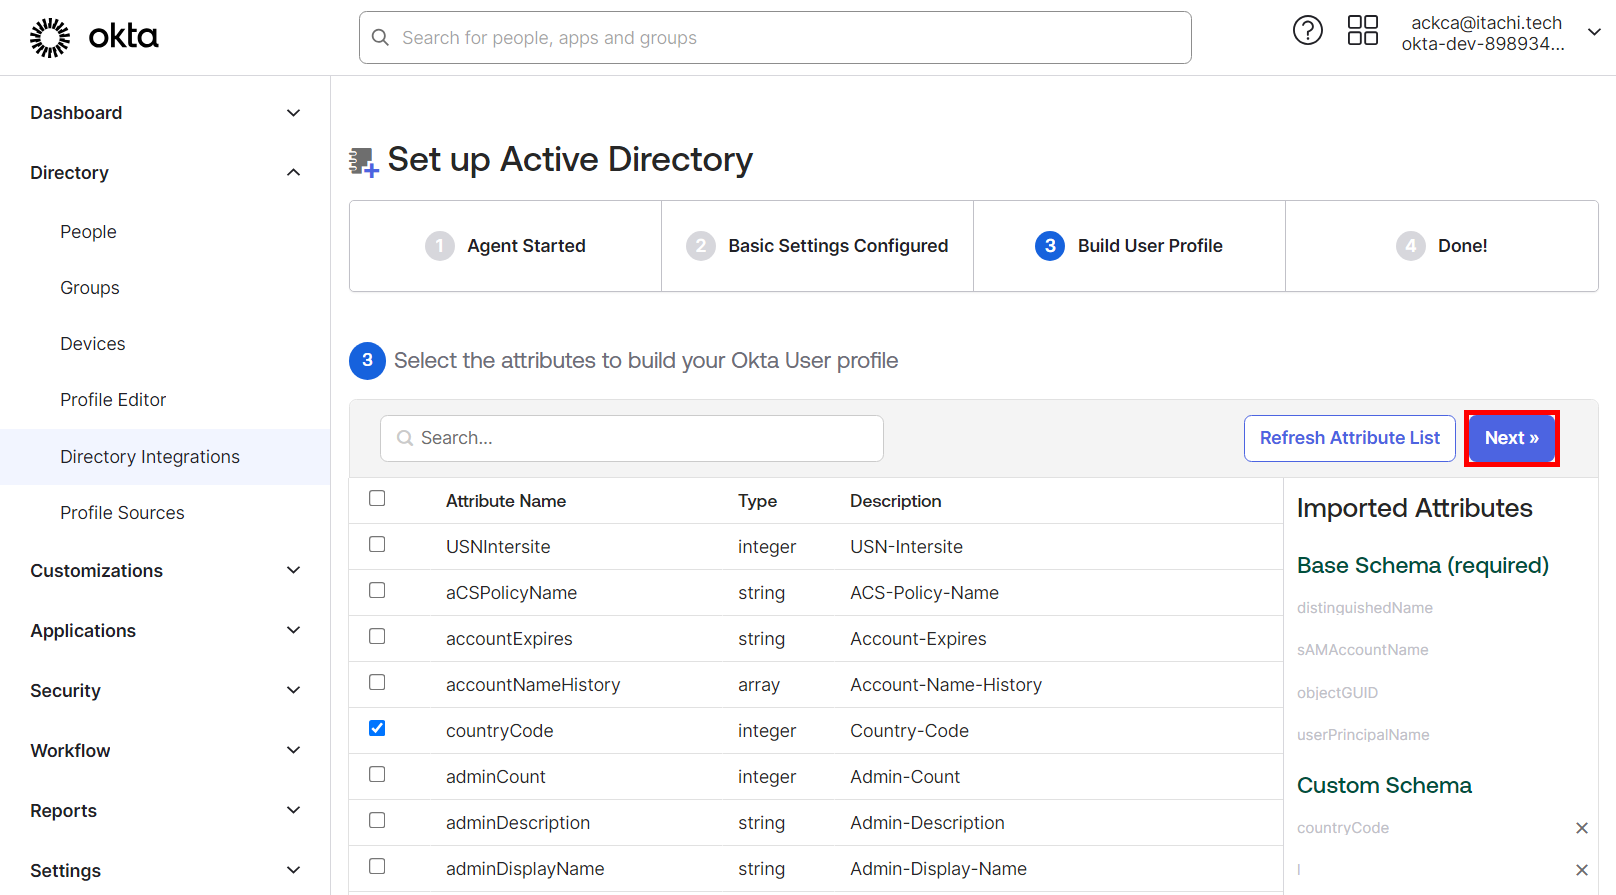 okta
Search for people, apps and groups
ackca@itachi.tech
okta-dev-898934...
Dashboard
Directory
People
Groups
Devices
Profile Editor
Directory Integrations
Profile Sources
Customizations
Applications
Security
Workflow
Reports
Settings
Set up Active Directory
1 Agent Started
2 Basic Settings Configured
3 Build User Profile
4 Done!
3 Select the attributes to build your Okta User profile
Search...
Refresh Attribute List
Next »
Attribute Name Type Description
USNIntersite integer USN-Intersite
aCSPolicyName string ACS-Policy-Name
accountExpires string Account-Expires
accountNameHistory array Account-Name-History
countryCode integer Country-Code
adminCount integer Admin-Count
adminDescription string Admin-Description
adminDisplayName string Admin-Display-Name
Imported Attributes
Base Schema (required)
distinguishedName
sAMAccountName
objectGUID
userPrincipalName
Custom Schema
countryCode
l